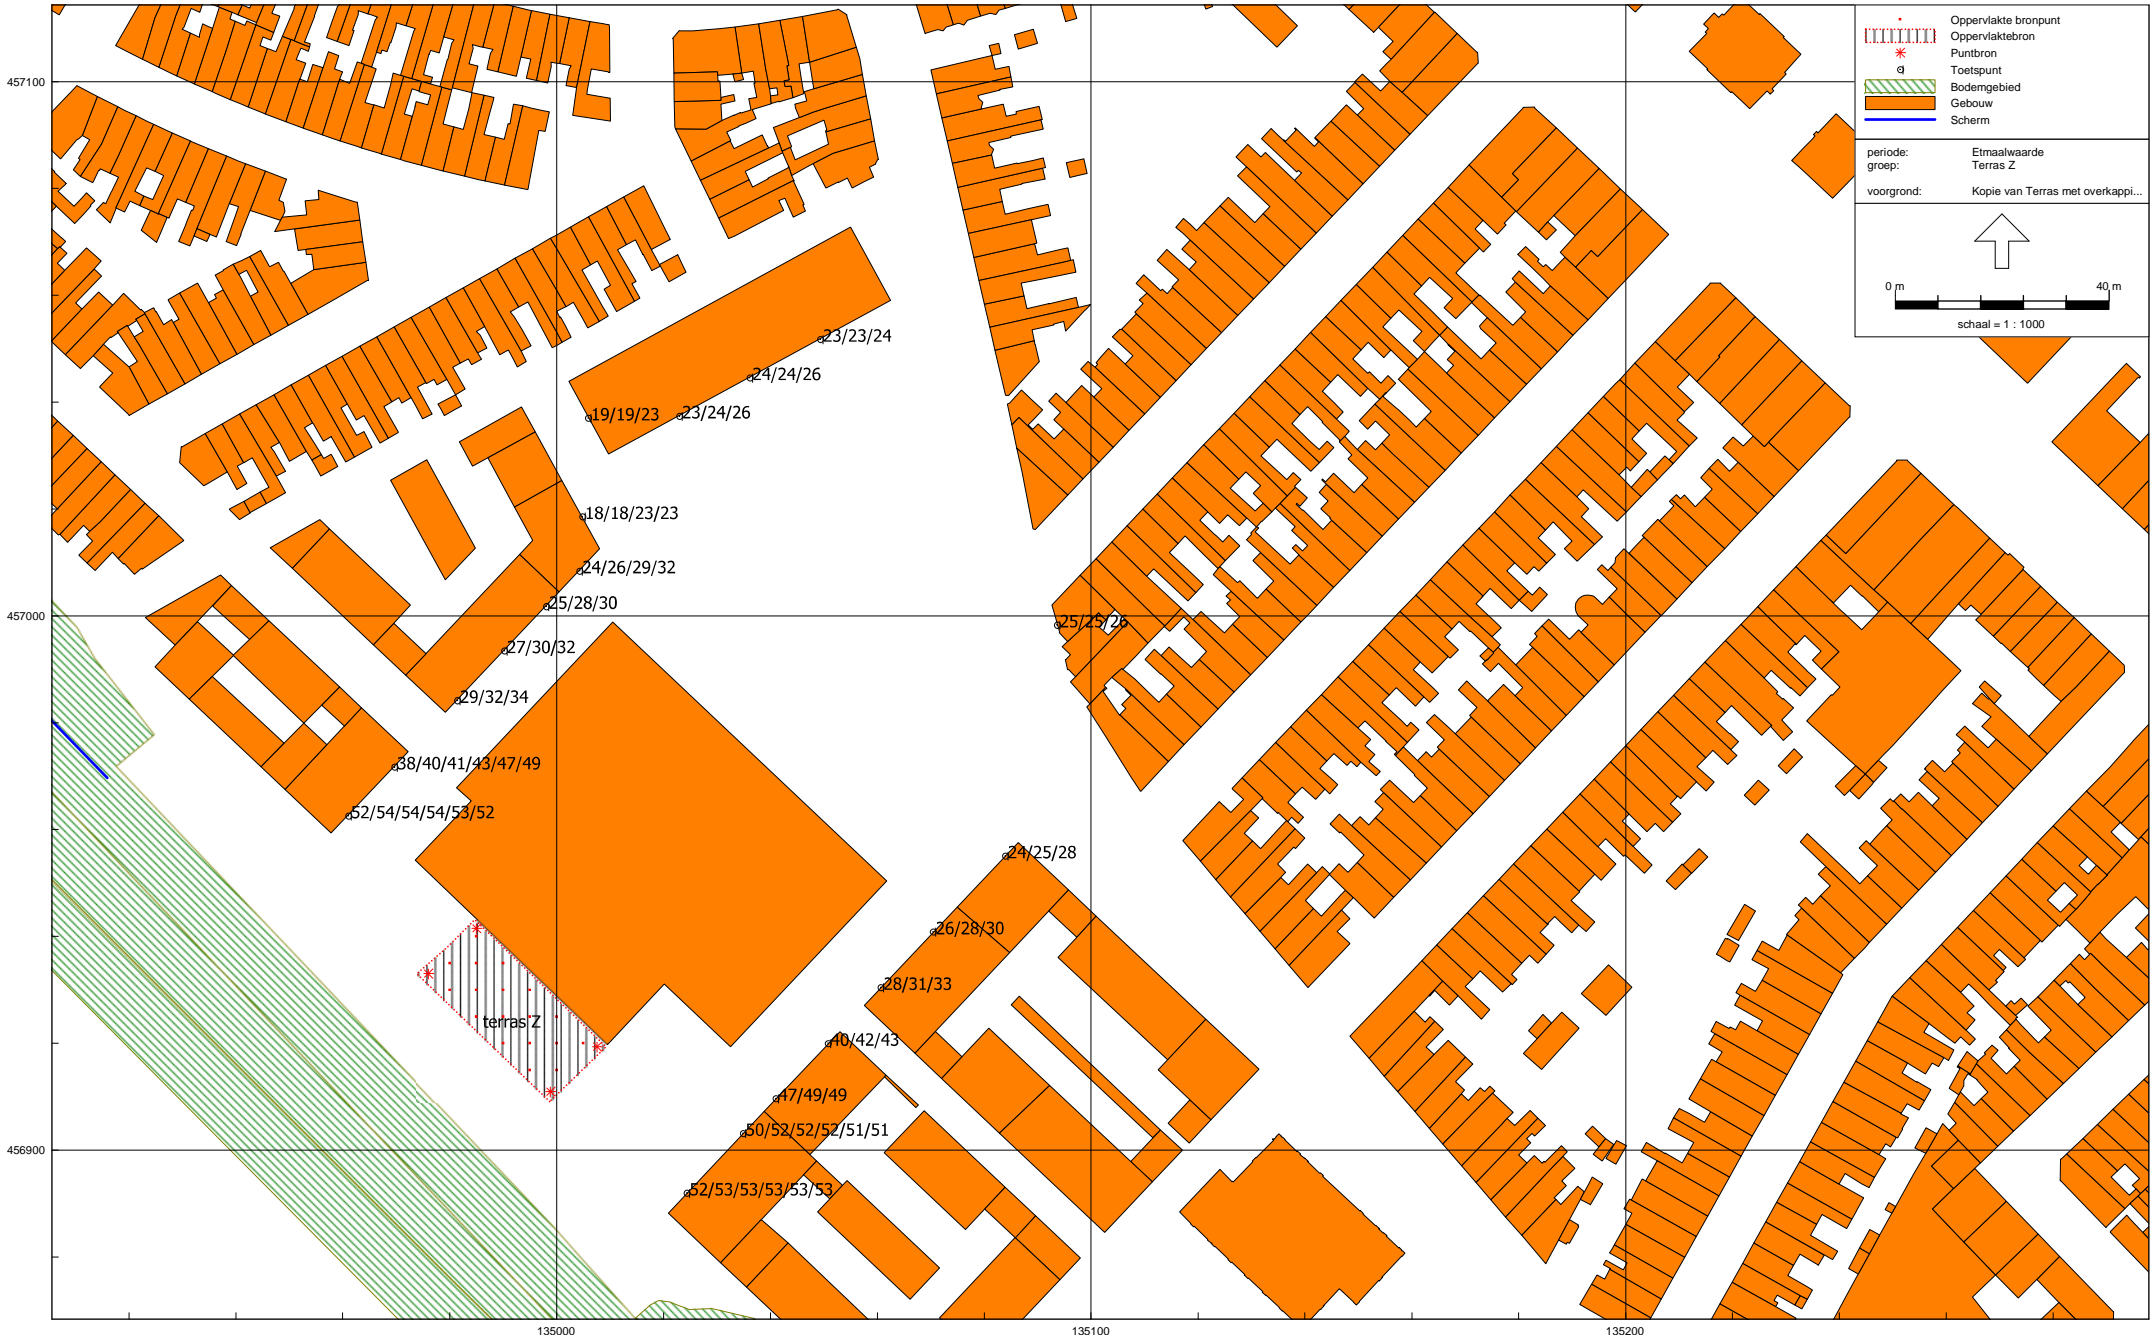 Oppervlakte bronpunt
Oppervlaktebron
Puntbron
Toetspunt
Bodemgebied
Gebouw
Scherm
periode: Etmaalwaarde
groep: Terras Z
voorgrond: Kopie van Terras met overkappi...
0 m 40 m
schaal = 1 : 1000
457100
23/23/24
24/24/26
19/19/23
23/24/26
18/18/23/23
24/26/29/32
25/28/30
457000
25/25/26
27/30/32
29/32/34
38/40/41/43/47/49
52/54/54/54/53/52
24/25/28
26/28/30
28/31/33
terras Z
40/42/43
47/49/49
50/52/52/52/51/51
456900
52/53/53/53/53/53
135000
135100
135200